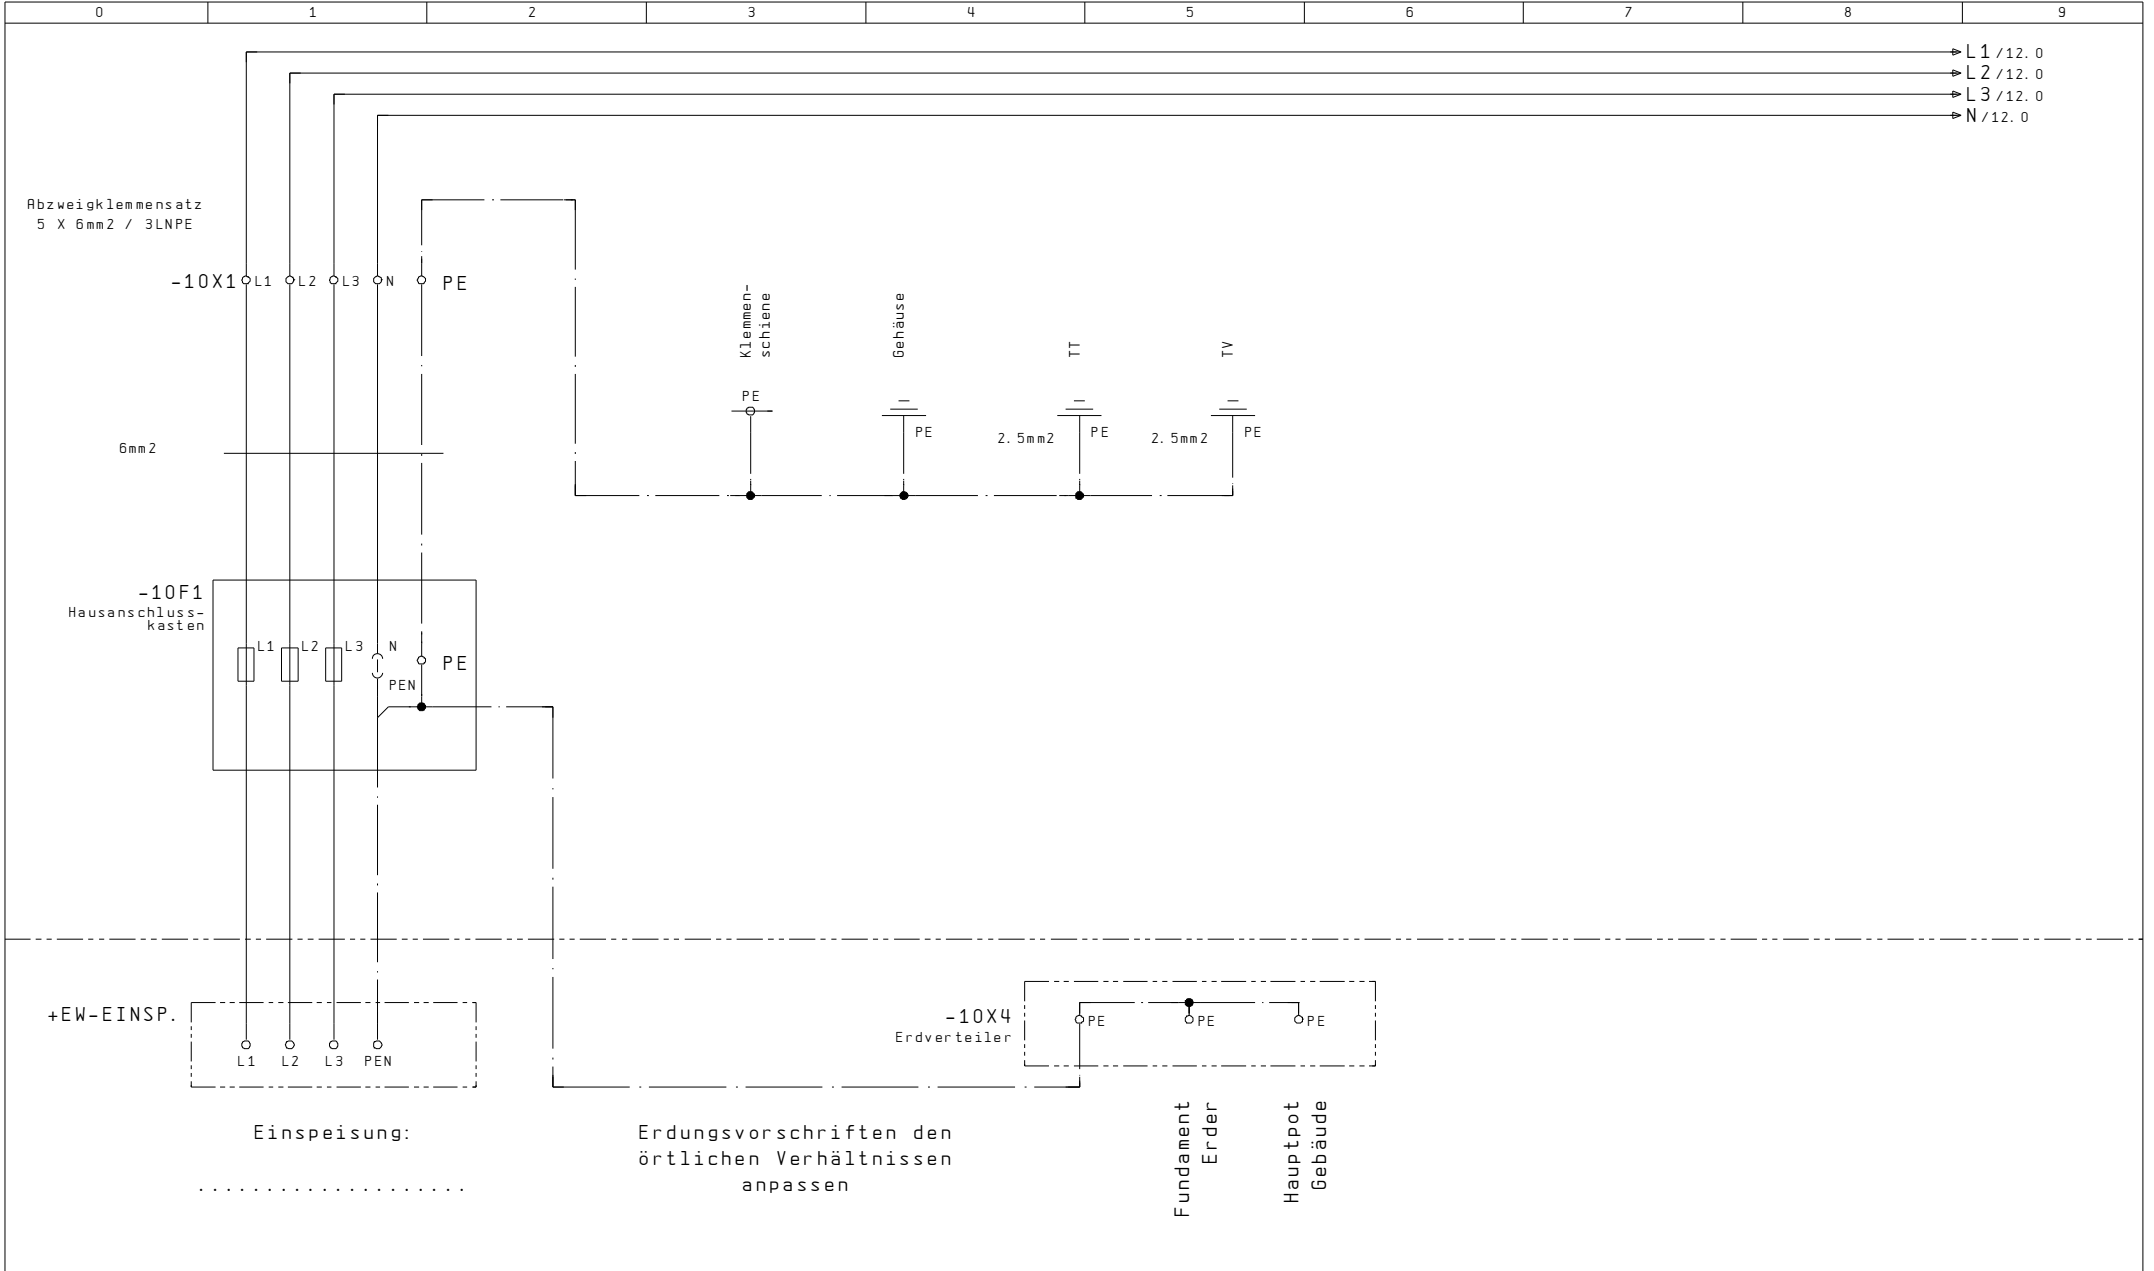 0 1 2 3 4 5 6 7 8 9
L1 /12.0
L2 /12.0
L3 /12.0
N /12.0
Abzweigklemmensatz
5 X 6mm2 / 3LNPE
-10X1 L1 L2 L3 N PE
Klemmen-
schiene
Gehäuse
TT
TV
PE
PE
2.5mm2
PE
2.5mm2
PE
6mm2
-10F1
Hausanschluss-
kasten
L1 L2 L3 N
PE
PEN
+EW-EINSP.
L1 L2 L3 PEN
-10X4
Erdverteiler
PE PE PE
Einspeisung:
....................
Erdungsvorschriften den
örtlichen Verhältnissen
anpassen
Fundament
Erder
Hauptpot
Gebäude